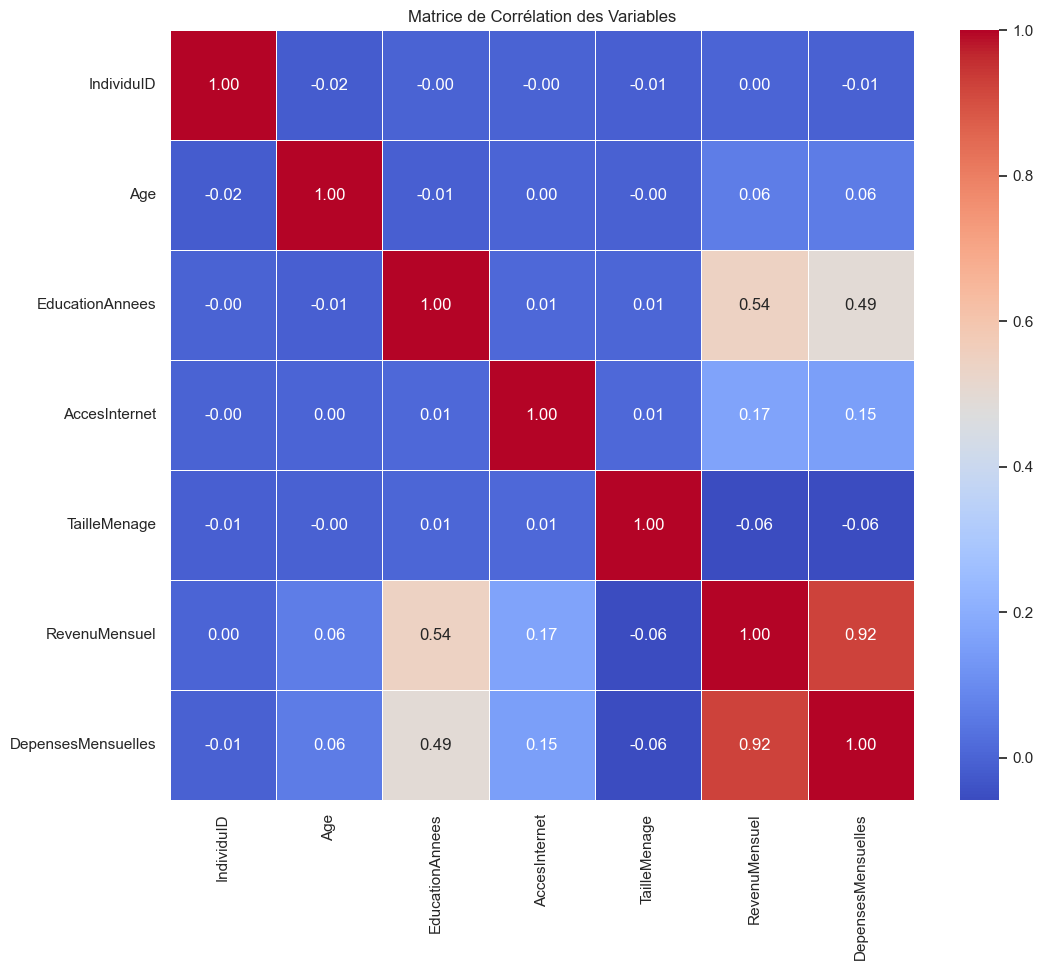 Matrice de Corrélation des Variables
IndividuID 1.00 -0.02 -0.00 -0.00 -0.01 0.00 -0.01
Age -0.02 1.00 -0.01 0.00 -0.00 0.06 0.06
EducationAnnees -0.00 -0.01 1.00 0.01 0.01 0.54 0.49
AccesInternet -0.00 0.00 0.01 1.00 0.01 0.17 0.15
TailleMenage -0.01 -0.00 0.01 0.01 1.00 -0.06 -0.06
RevenuMensuel 0.00 0.06 0.54 0.17 -0.06 1.00 0.92
DepensesMensuelles -0.01 0.06 0.49 0.15 -0.06 0.92 1.00
IndividuID Age EducationAnnees AccesInternet TailleMenage RevenuMensuel DepensesMensuelles
1.0
0.8
0.6
0.4
0.2
0.0